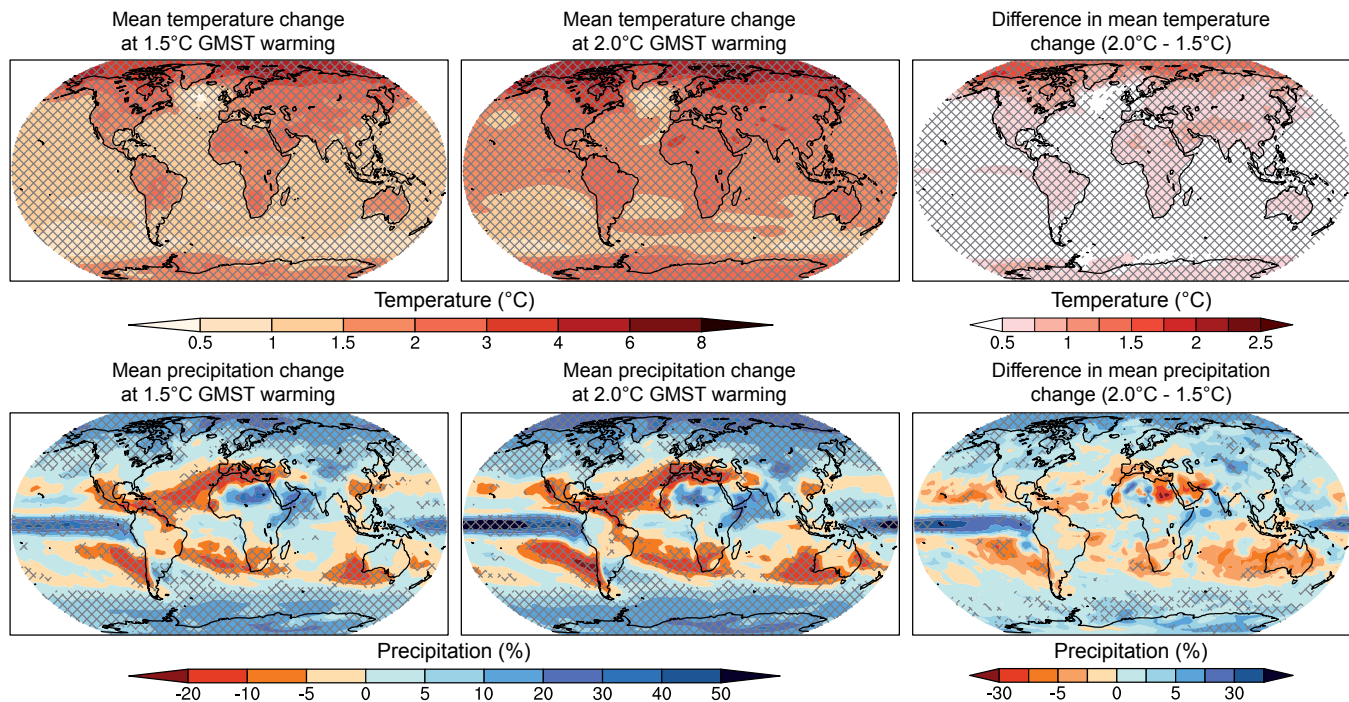 Mean temperature change
at 1.5°C GMST warming
Mean temperature change
at 2.0°C GMST warming
Difference in mean temperature
change (2.0°C - 1.5°C)
Temperature (°C)
0.5 1 1.5 2 3 4 6 8
Temperature (°C)
0.5 1 1.5 2 2.5
Mean precipitation change
at 1.5°C GMST warming
Mean precipitation change
at 2.0°C GMST warming
Difference in mean precipitation
change (2.0°C - 1.5°C)
Precipitation (%)
-20 -10 -5 0 5 10 20 30 40 50
Precipitation (%)
-30 -5 0 5 30